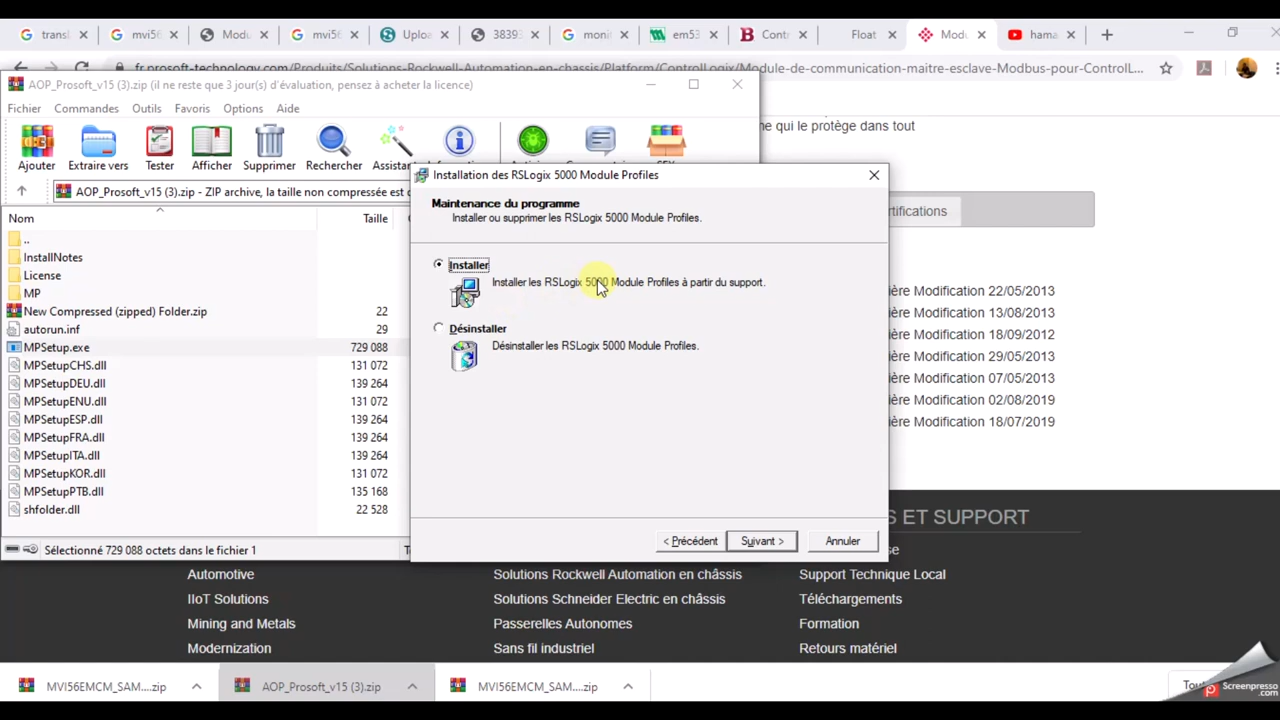 transl
mvi5
Modu
mvi5
Uploa
38393
moni
em53
Contr
Float
Modu
hama
fr.prosoft-technology.com/Produits/Solutions-Rockwell-Automation-en-chassis/Platform/ControlLogix/Module-de-communication-maitre-esclave-Modbus-pour-ControlL...
AOP_Prosoft_v15 (3).zip (il ne reste que 3 jour(s) d'évaluation, pensez à acheter la licence)
Fichier Commandes Outils Favoris Options Aide
ne qui le protège dans tout
Ajouter Extraire vers Tester Afficher Supprimer Rechercher Assistant
AOP_Prosoft_v15 (3).zip - ZIP archive, la taille non compressée est d
Installation des RSLogix 5000 Module Profiles
Maintenance du programme
Installer ou supprimer les RSLogix 5000 Module Profiles.
Installer
Installer les RSLogix 5000 Module Profiles à partir du support.
Désinstaller
Désinstaller les RSLogix 5000 Module Profiles.
< Précédent Suivant > Annuler
Nom Taille
..
InstallNotes
License
MP
New Compressed (zipped) Folder.zip 22
autorun.inf 29
MPSetup.exe 729 088
MPSetupCHS.dll 131 072
MPSetupDEU.dll 139 264
MPSetupENU.dll 131 072
MPSetupESP.dll 139 264
MPSetupFRA.dll 139 264
MPSetupITA.dll 139 264
MPSetupKOR.dll 131 072
MPSetupPTB.dll 135 168
shfolder.dll 22 528
Sélectionné 729 088 octets dans le fichier 1
rtifications
ière Modification 22/05/2013
ière Modification 13/08/2013
ière Modification 18/09/2012
ière Modification 29/05/2013
ière Modification 07/05/2013
ière Modification 02/08/2019
ière Modification 18/07/2019
S ET SUPPORT
se
Automotive Solutions Rockwell Automation en châssis Support Technique Local
IIoT Solutions Solutions Schneider Electric en châssis Téléchargements
Mining and Metals Passerelles Autonomes Formation
Modernization Sans fil industriel Retours matériel
MVI56EMCM_SAM....zip
AOP_Prosoft_v15 (3).zip
MVI56EMCM_SAM....zip
Tou
Screenpresso
.com